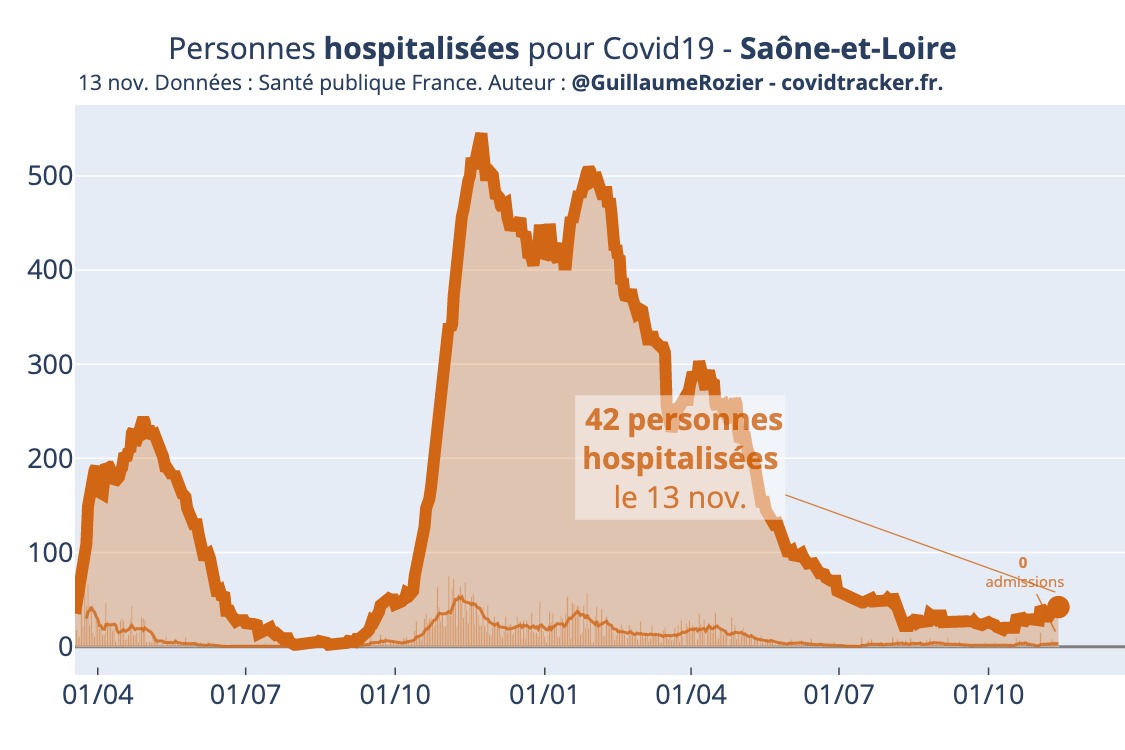 Personnes hospitalisées pour Covid19 - Saône-et-Loire
13 nov. Données : Santé publique France. Auteur : @GuillaumeRozier - covidtracker.fr.
500
400
300
200
100
0
42 personnes
hospitalisées
le 13 nov.
0
admissions
01/04
01/07
01/10
01/01
01/04
01/07
01/10